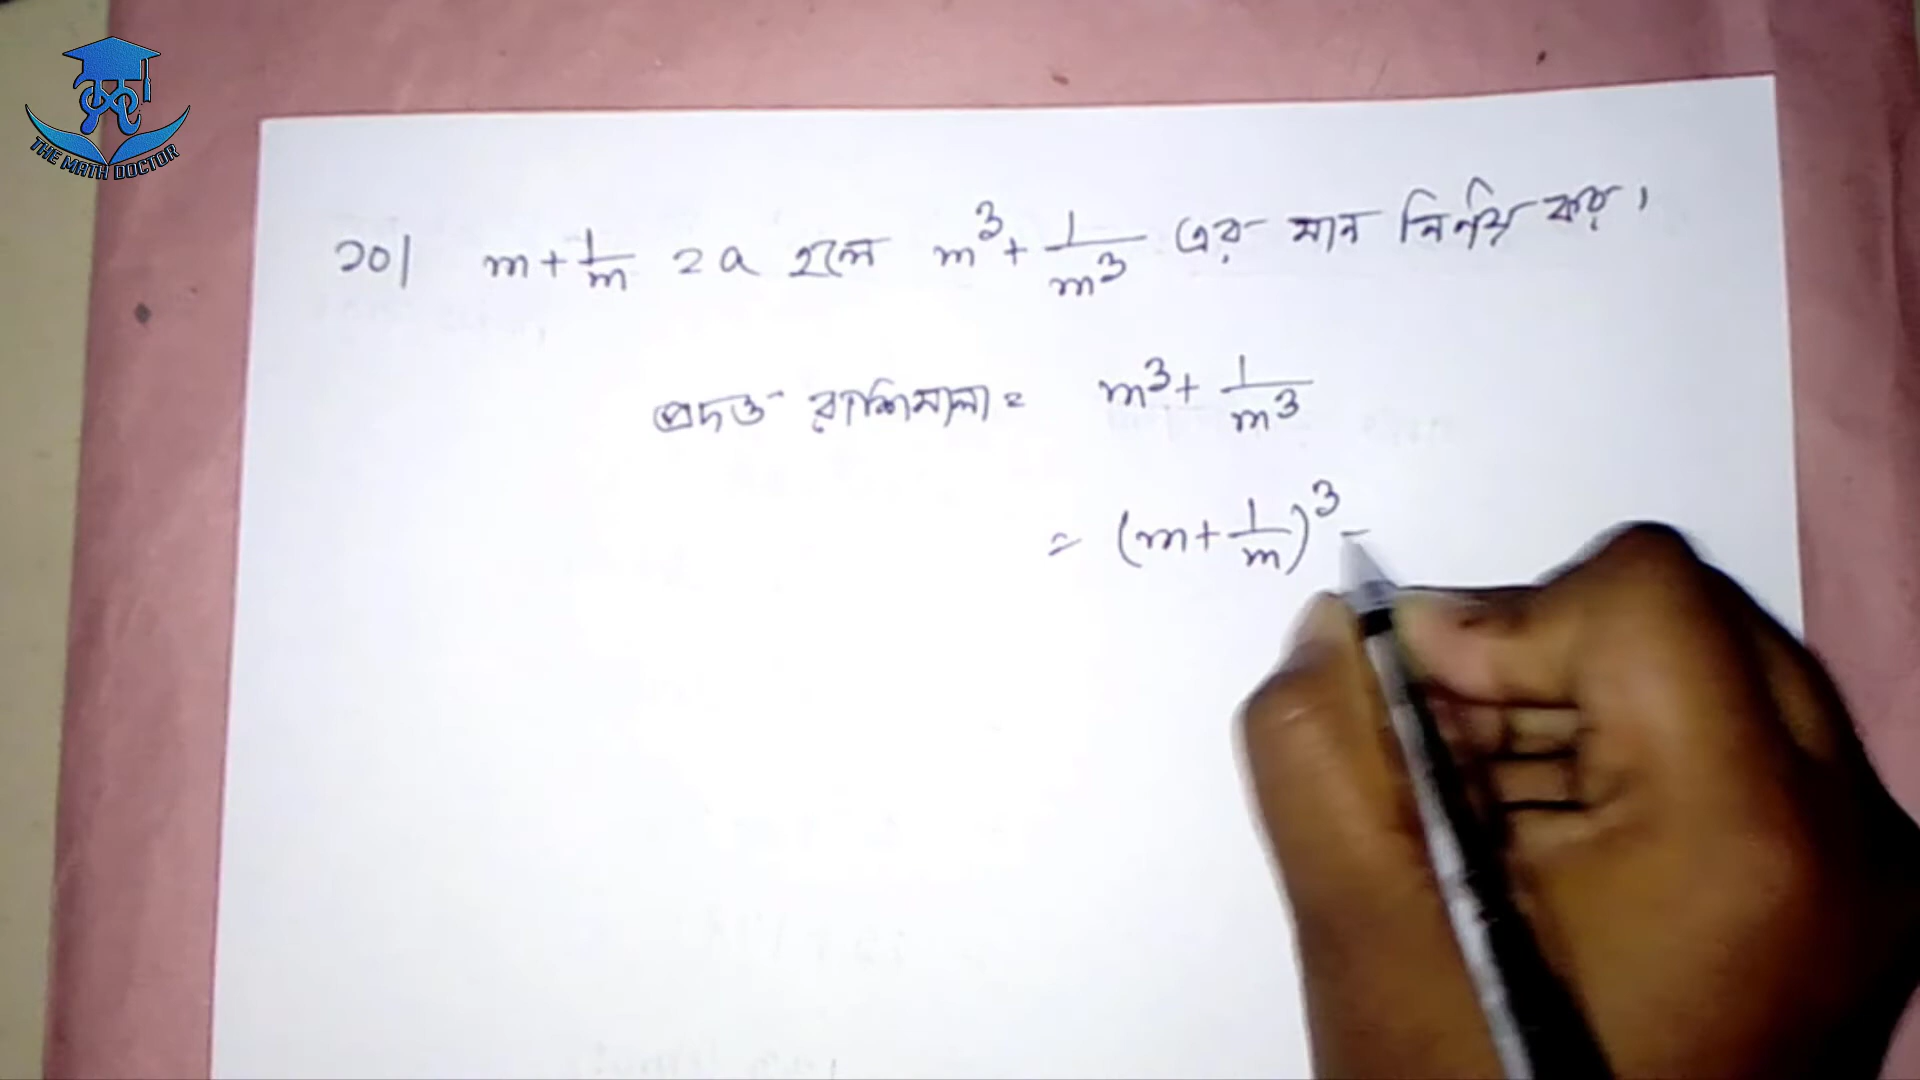 THE MATH DOCTOR
১০। m + 1/m = a হলে m³ + 1/m³ এর মান নির্ণয় কর।
প্রদত্ত রাশিমালা = m³ + 1/m³
= (m + 1/m)³ -